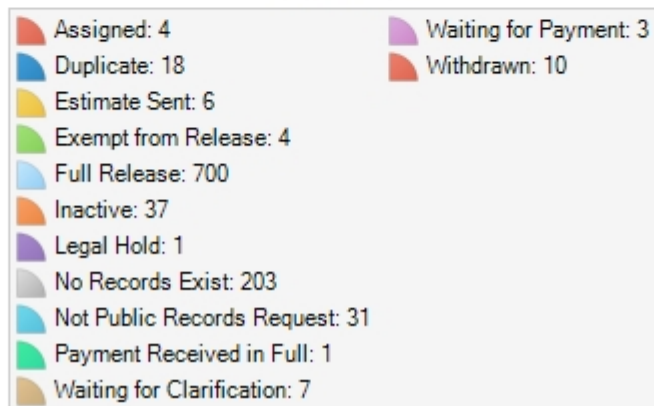 Assigned: 4
Duplicate: 18
Estimate Sent: 6
Exempt from Release: 4
Full Release: 700
Inactive: 37
Legal Hold: 1
No Records Exist: 203
Not Public Records Request: 31
Payment Received in Full: 1
Waiting for Clarification: 7
Waiting for Payment: 3
Withdrawn: 10